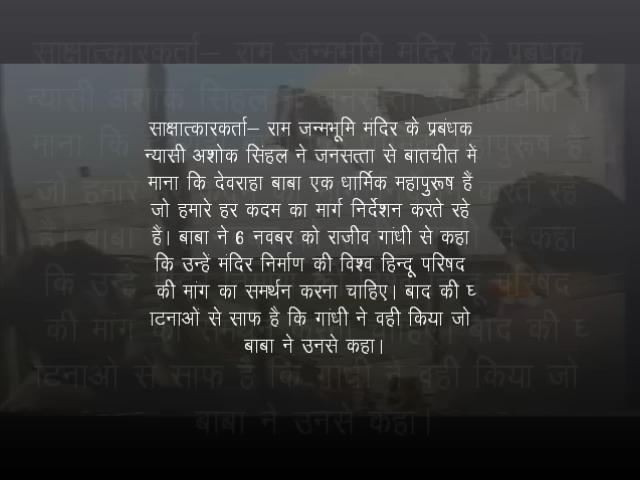 साक्षात्कारकर्ता– राम जन्मभूमि मंदिर के प्रबंधक
न्यासी अशोक सिंहल ने जनसत्ता से बातचीत में
माना कि देवराहा बाबा एक धार्मिक महापुरूष हैं
जो हमारे हर कदम का मार्ग निर्देशन करते रहे
हैं। बाबा ने 6 नवबर को राजीव गांधी से कहा
कि उन्हें मंदिर निर्माण की विश्व हिन्दू परिषद
की मांग का समर्थन करना चाहिए। बाद की घ
ाटनाओं से साफ है कि गांधी ने वही किया जो
बाबा ने उनसे कहा।